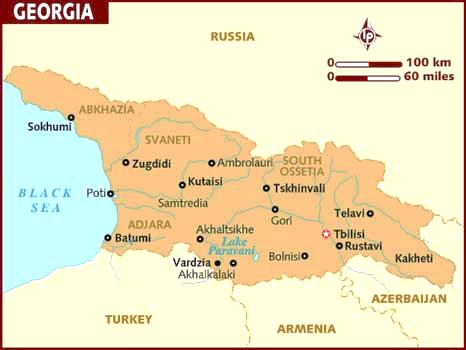 GEORGIA
RUSSIA
0 100 km
0 60 miles
ABKHAZIA
Sokhumi
SVANETI
Zugdidi
Ambrolauri
SOUTH
OSSETIA
Kutaisi
Tskhinvali
BLACK
SEA
Poti
Samtredia
Gori
Telavi
ADJARA
Akhaltsikhe
Tbilisi
Batumi
Lake
Paravani
Rustavi
Bolnisi
Vardzia
Kakheti
Akhalkalaki
AZERBAIJAN
TURKEY
ARMENIA